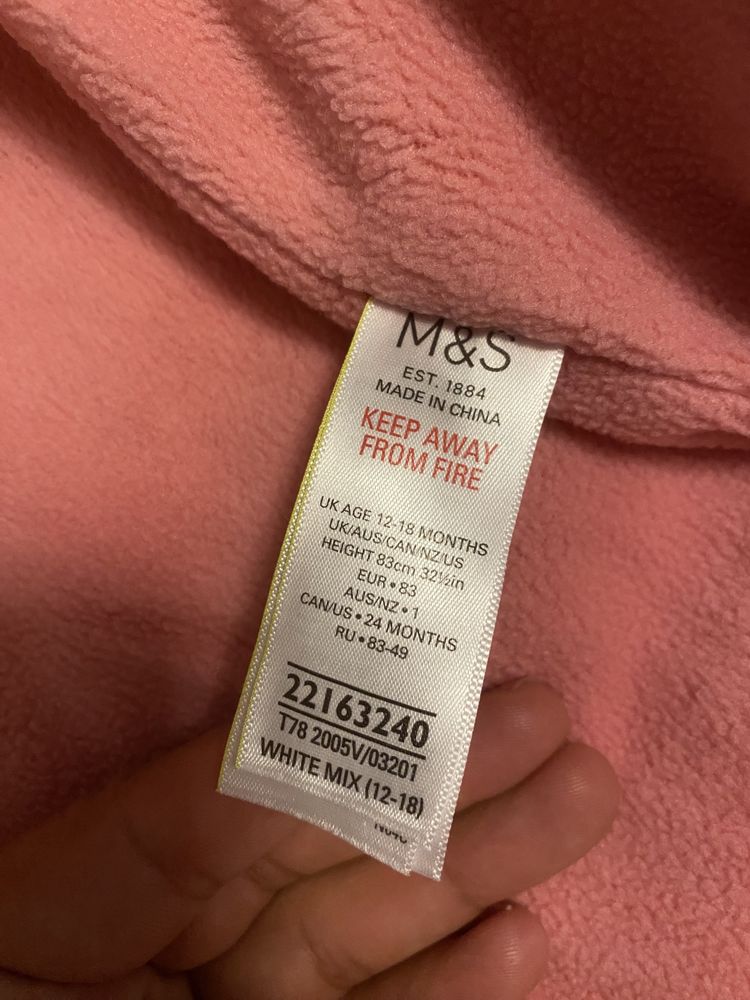 M&S
EST. 1884
MADE IN CHINA
KEEP AWAY
FROM FIRE
UK AGE 12-18 MONTHS
UK/AUS/CAN/NZ/US
HEIGHT 83cm 32½in
EUR • 83
AUS/NZ • 1
CAN/US • 24 MONTHS
RU • 83-49
22163240
T78 2005V/03201
WHITE MIX (12-18)